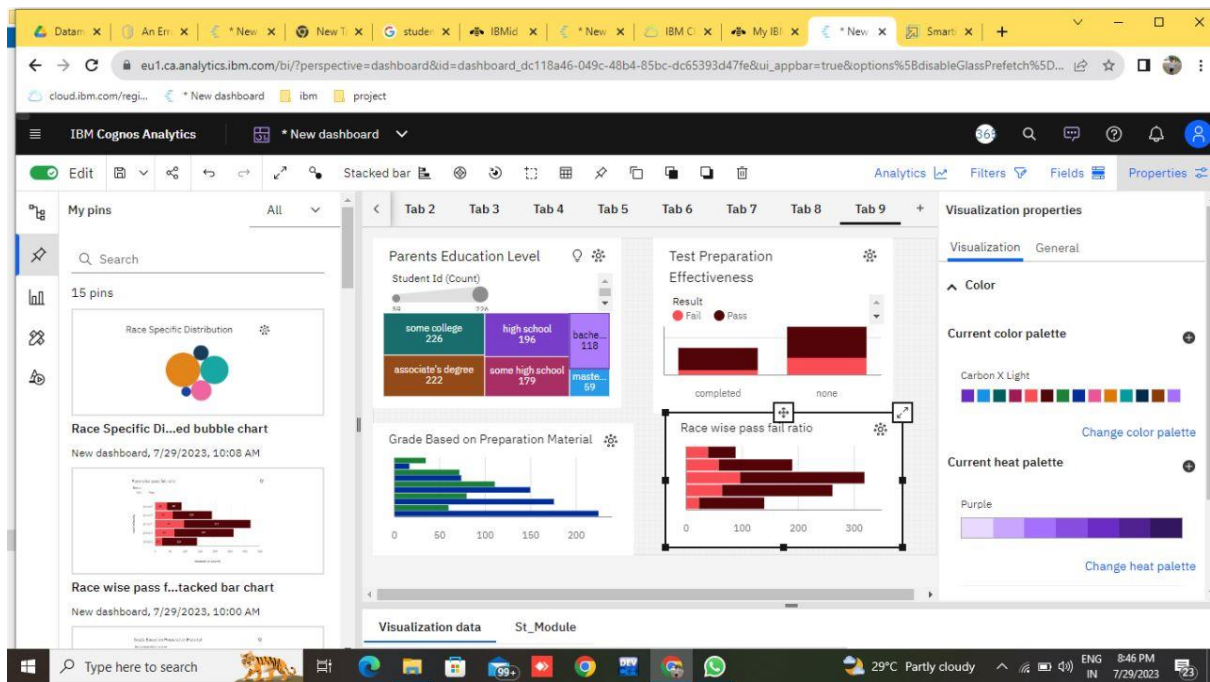 Datam
An Err
* New
New T
G studer
IBMid
* New
IBM C
My IBI
* New
Smart
eu1.ca.analytics.ibm.com/bi/?perspective=dashboard&id=dashboard_dc118a46-049c-48b4-85bc-dc65393d47fe&ui_appbar=true&options%5BdisableGlassPrefetch%5D...
cloud.ibm.com/regi...
* New dashboard
ibm
project
IBM Cognos Analytics
* New dashboard
Edit
Stacked bar
Analytics
Filters
Fields
Properties
My pins
All
Search
15 pins
Race Specific Distribution
Race Specific Di...ed bubble chart
New dashboard, 7/29/2023, 10:08 AM
Race wise pass f...tacked bar chart
New dashboard, 7/29/2023, 10:00 AM
Tab 2 Tab 3 Tab 4 Tab 5 Tab 6 Tab 7 Tab 8 Tab 9
Parents Education Level
Student Id (Count)
59 226
some college
226
high school
196
bache...
118
associate's degree
222
some high school
179
maste...
59
Test Preparation
Effectiveness
Result
Fail Pass
completed none
Grade Based on Preparation Material
0 50 100 150 200
Race wise pass fail ratio
0 100 200 300
Visualization data
St_Module
Visualization properties
Visualization General
Color
Current color palette
Carbon X Light
Change color palette
Current heat palette
Purple
Change heat palette
Type here to search
99+
DEV
29°C Partly cloudy
ENG
IN
8:46 PM
7/29/2023
23